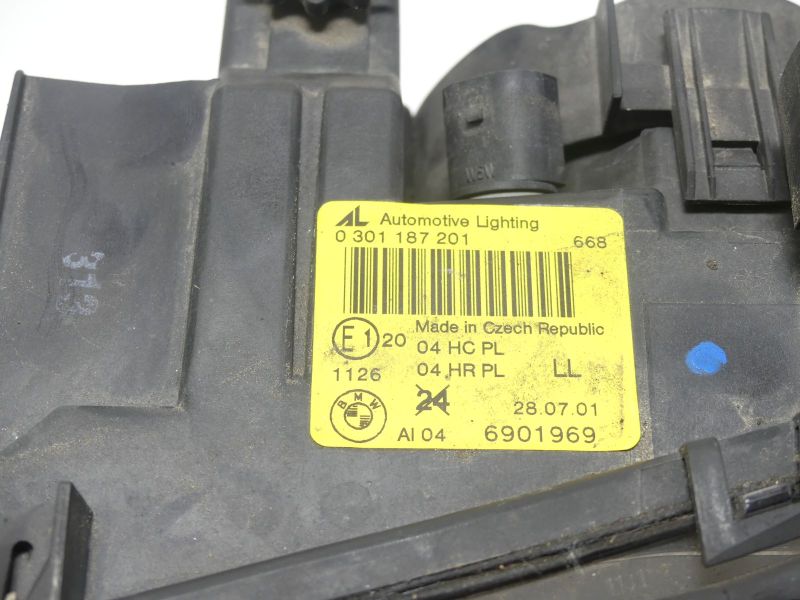 W5W
AL Automotive Lighting
0 301 187 201 668
Made in Czech Republic
E1 20 04 HC PL
1126 04 HR PL LL
BMW 24 28.07.01
AI 04 6901969